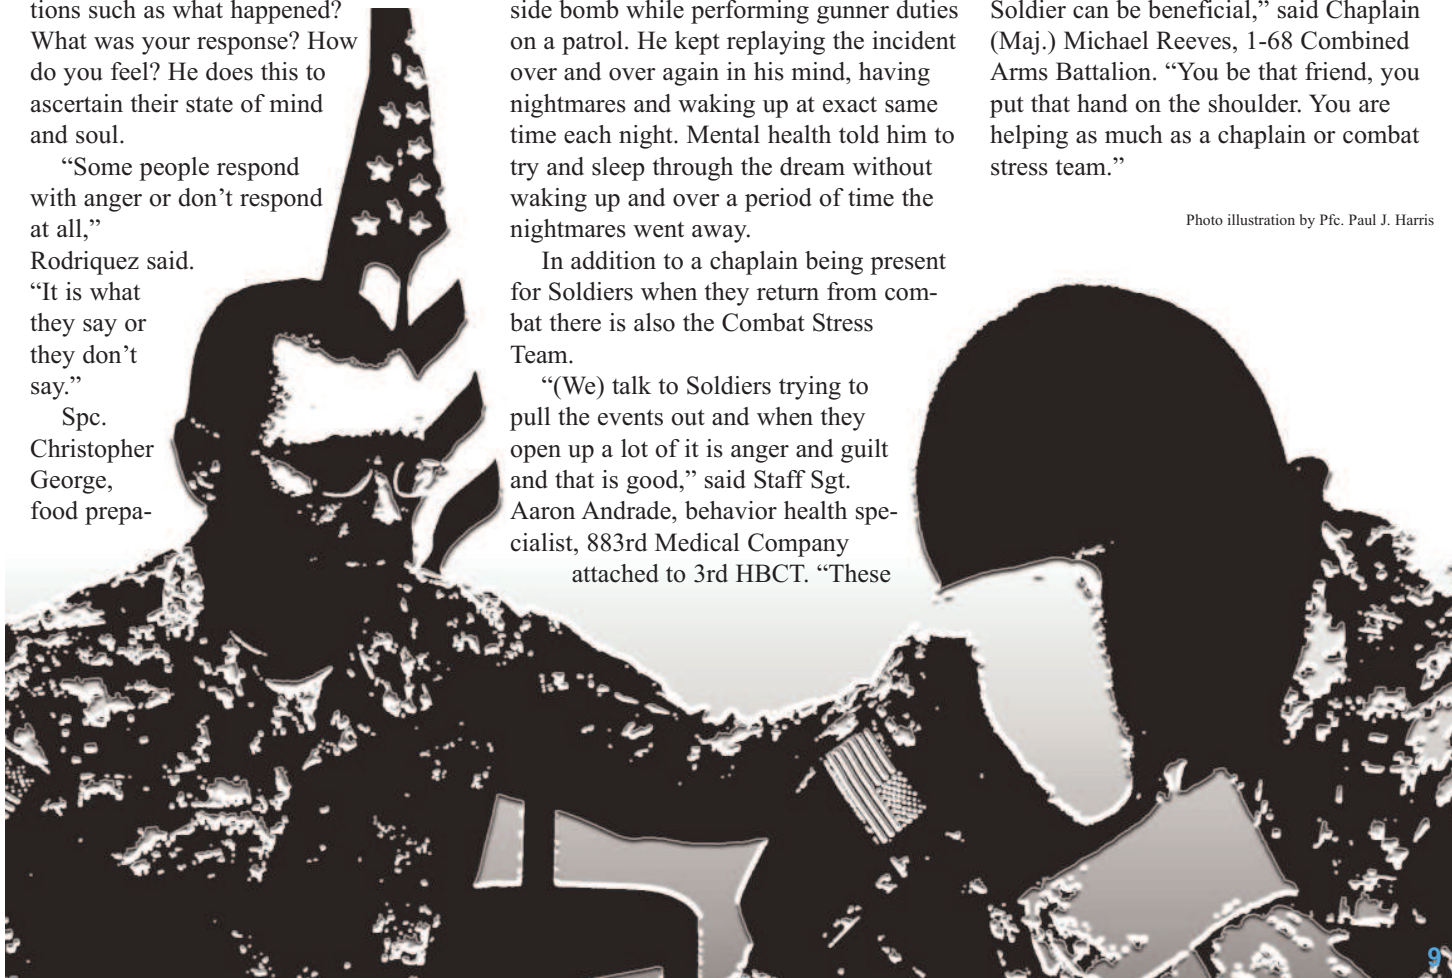 tions such as what happened?
What was your response? How
do you feel? He does this to
ascertain their state of mind
and soul.
“Some people respond
with anger or don’t respond
at all,”
Rodriquez said.
“It is what
they say or
they don’t
say.”
Spc.
Christopher
George,
food prepa-
side bomb while performing gunner duties
on a patrol. He kept replaying the incident
over and over again in his mind, having
nightmares and waking up at exact same
time each night. Mental health told him to
try and sleep through the dream without
waking up and over a period of time the
nightmares went away.
In addition to a chaplain being present
for Soldiers when they return from com-
bat there is also the Combat Stress
Team.
“(We) talk to Soldiers trying to
pull the events out and when they
open up a lot of it is anger and guilt
and that is good,” said Staff Sgt.
Aaron Andrade, behavior health spe-
cialist, 883rd Medical Company
attached to 3rd HBCT. “These
Soldier can be beneficial,” said Chaplain
(Maj.) Michael Reeves, 1-68 Combined
Arms Battalion. “You be that friend, you
put that hand on the shoulder. You are
helping as much as a chaplain or combat
stress team.”
Photo illustration by Pfc. Paul J. Harris
9